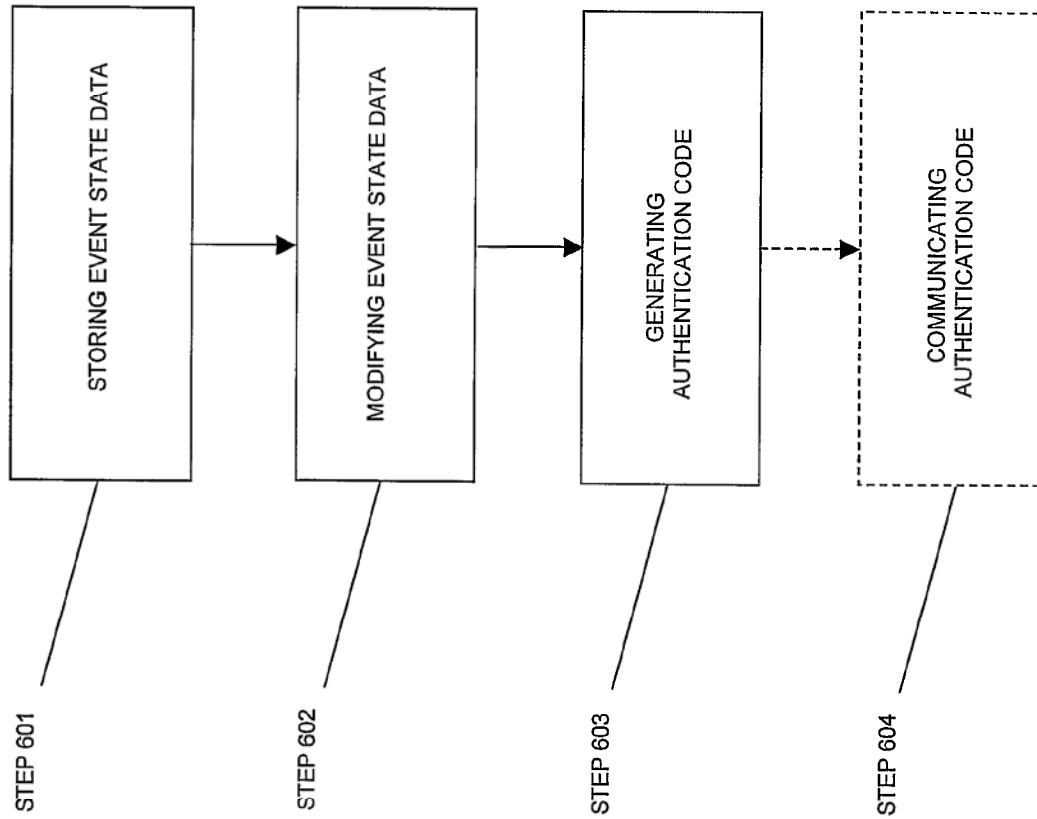 STEP 601
STORING EVENT STATE DATA
STEP 602
MODIFYING EVENT STATE DATA
STEP 603
GENERATING
AUTHENTICATION CODE
STEP 604
COMMUNICATING
AUTHENTICATION CODE